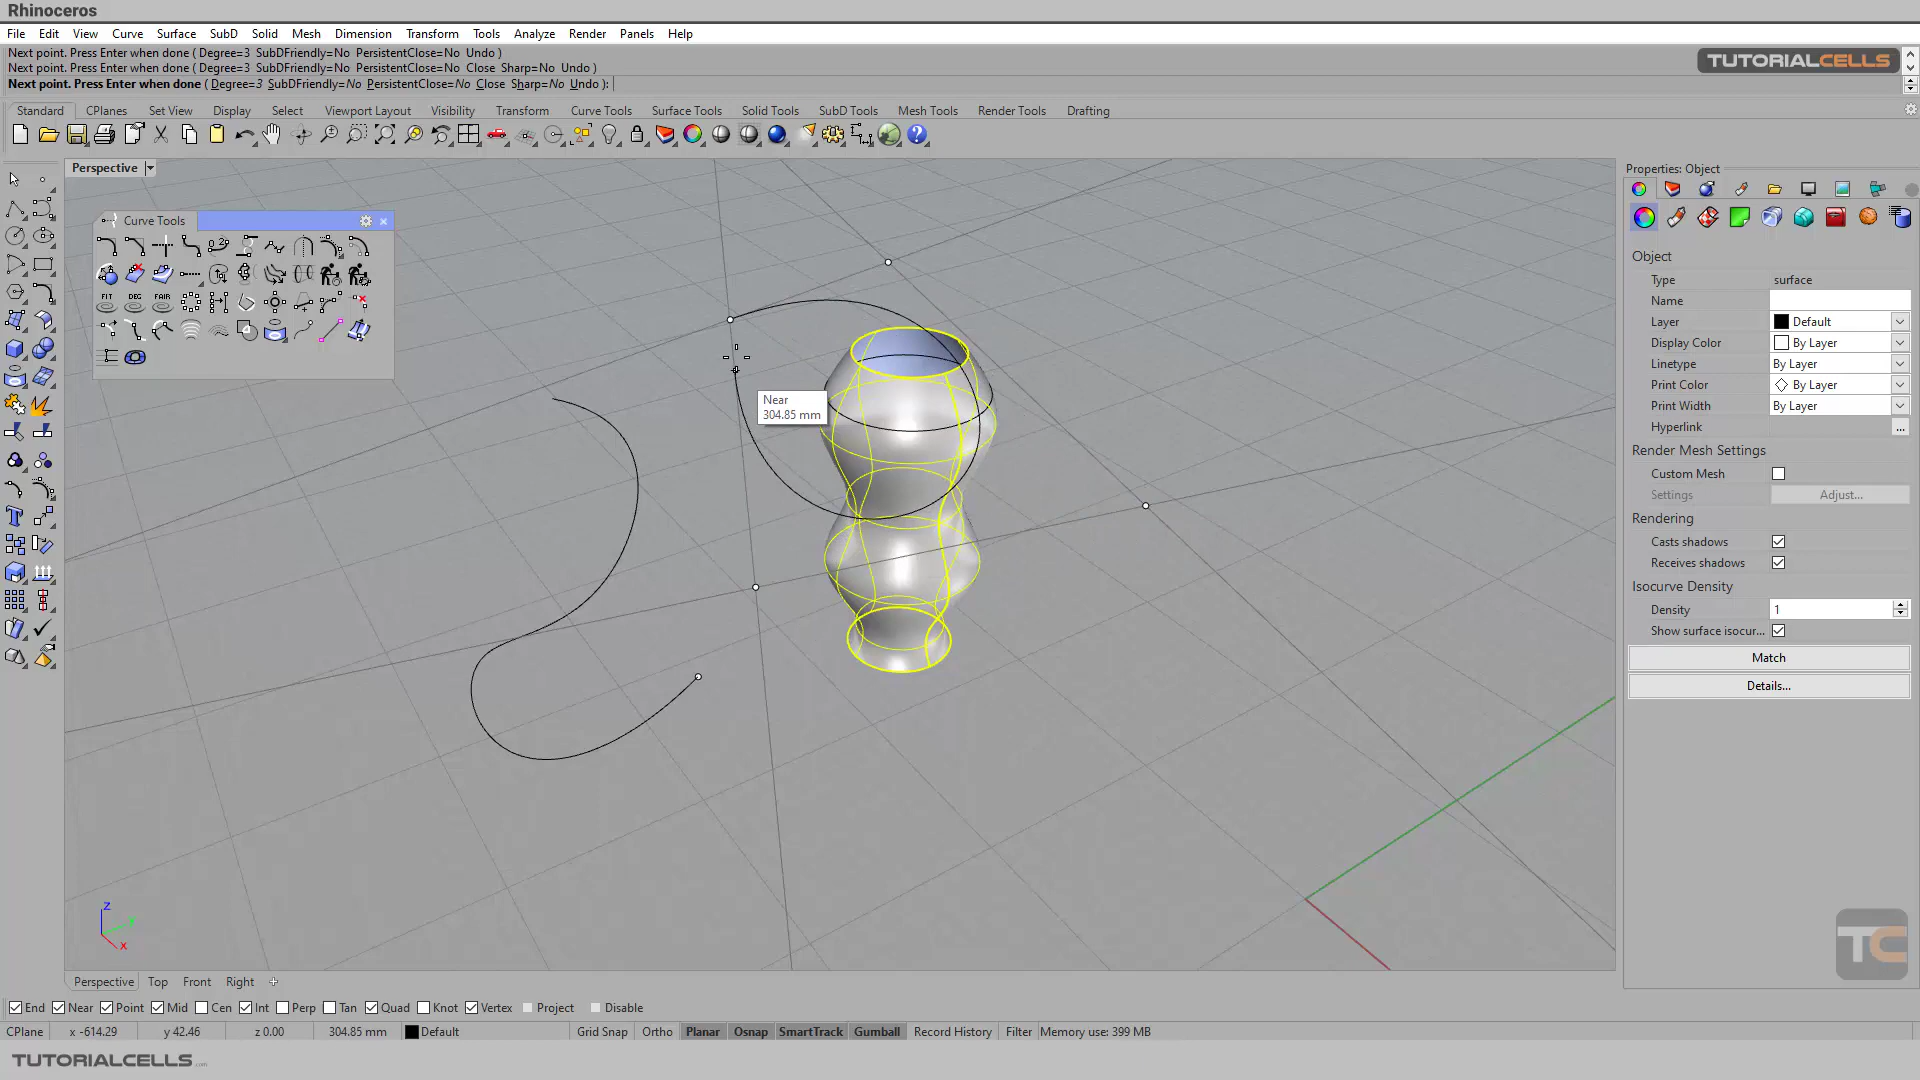 Rhinoceros
File Edit View Curve Surface SubD Solid Mesh Dimension Transform Tools Analyze Render Panels Help
Next point. Press Enter when done ( Degree=3 SubDFriendly=No PersistentClose=No Undo )
Next point. Press Enter when done ( Degree=3 SubDFriendly=No PersistentClose=No Close Sharp=No Undo )
Next point. Press Enter when done ( Degree=3 SubDFriendly=No PersistentClose=No Close Sharp=No Undo ):
TUTORIALCELLS
Standard CPlanes Set View Display Select Viewport Layout Visibility Transform Curve Tools Surface Tools Solid Tools SubD Tools Mesh Tools Render Tools Drafting
Perspective
Curve Tools
FIT DEG FAIR
Near
304.85 mm
Properties: Object
Object
Type surface
Name
Layer Default
Display Color By Layer
Linetype By Layer
Print Color By Layer
Print Width By Layer
Hyperlink ...
Render Mesh Settings
Custom Mesh
Settings Adjust...
Rendering
Casts shadows
Receives shadows
Isocurve Density
Density 1
Show surface isocur...
Match
Details...
z
y
x
TC
Perspective Top Front Right
End Near Point Mid Cen Int Perp Tan Quad Knot Vertex Project Disable
CPlane x -614.29 y 42.46 z 0.00 304.85 mm Default Grid Snap Ortho Planar Osnap SmartTrack Gumball Record History Filter Memory use: 399 MB
TUTORIALCELLS.com